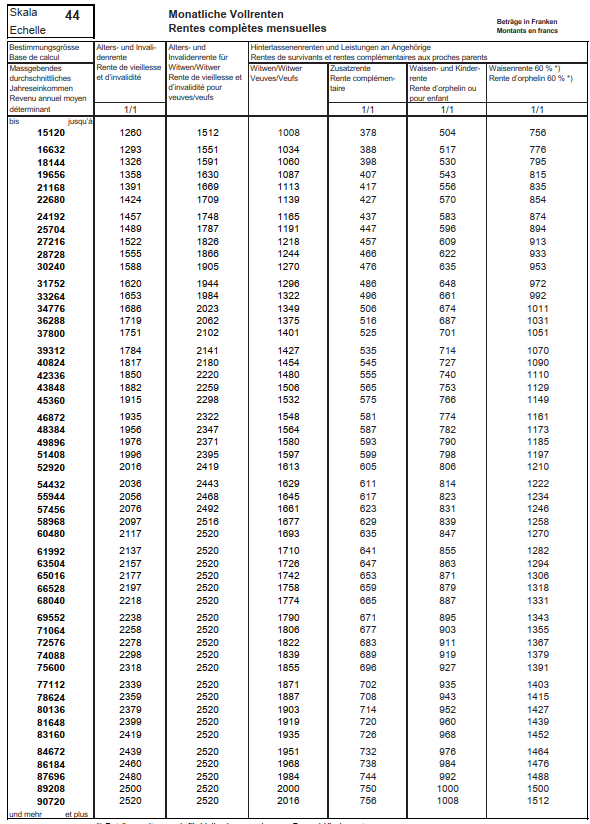 Skala 44
Echelle
Monatliche Vollrenten
Rentes complètes mensuelles
Beträge in Franken
Montants en francs
Bestimmungsgrösse
Base de calcul
Massgebendes
durchschnittliches
Jahreseinkommen
Revenu annuel moyen
déterminant
Alters- und Invali-
denrente
Rente de vieillesse
et d'invalidité
1/1
Alters- und
Invalidenrente für
Witwen/Witwer
Rente de vieillesse et
d'invalidité pour
veuves/veufs
Hinterlassenenrenten und Leistungen an Angehörige
Rentes de survivants et rentes complémentaires aux proches parents
Witwen/Witwer
Veuves/Veufs
Zusatzrente
Rente complémen-
taire
1/1
Waisen- und Kinder-
rente
Rente d'orphelin ou
pour enfant
1/1
Waisenrente 60 % *)
Rente d'orphelin 60 % *)
1/1
bis jusqu'à
15120 1260 1512 1008 378 504 756
16632 1293 1551 1034 388 517 776
18144 1326 1591 1060 398 530 795
19656 1358 1630 1087 407 543 815
21168 1391 1669 1113 417 556 835
22680 1424 1709 1139 427 570 854
24192 1457 1748 1165 437 583 874
25704 1489 1787 1191 447 596 894
27216 1522 1826 1218 457 609 913
28728 1555 1866 1244 466 622 933
30240 1588 1905 1270 476 635 953
31752 1620 1944 1296 486 648 972
33264 1653 1984 1322 496 661 992
34776 1686 2023 1349 506 674 1011
36288 1719 2062 1375 516 687 1031
37800 1751 2102 1401 525 701 1051
39312 1784 2141 1427 535 714 1070
40824 1817 2180 1454 545 727 1090
42336 1850 2220 1480 555 740 1110
43848 1882 2259 1506 565 753 1129
45360 1915 2298 1532 575 766 1149
46872 1935 2322 1548 581 774 1161
48384 1956 2347 1564 587 782 1173
49896 1976 2371 1580 593 790 1185
51408 1996 2395 1597 599 798 1197
52920 2016 2419 1613 605 806 1210
54432 2036 2443 1629 611 814 1222
55944 2056 2468 1645 617 823 1234
57456 2076 2492 1661 623 831 1246
58968 2097 2516 1677 629 839 1258
60480 2117 2520 1693 635 847 1270
61992 2137 2520 1710 641 855 1282
63504 2157 2520 1726 647 863 1294
65016 2177 2520 1742 653 871 1306
66528 2197 2520 1758 659 879 1318
68040 2218 2520 1774 665 887 1331
69552 2238 2520 1790 671 895 1343
71064 2258 2520 1806 677 903 1355
72576 2278 2520 1822 683 911 1367
74088 2298 2520 1839 689 919 1379
75600 2318 2520 1855 696 927 1391
77112 2339 2520 1871 702 935 1403
78624 2359 2520 1887 708 943 1415
80136 2379 2520 1903 714 952 1427
81648 2399 2520 1919 720 960 1439
83160 2419 2520 1935 726 968 1452
84672 2439 2520 1951 732 976 1464
86184 2460 2520 1968 738 984 1476
87696 2480 2520 1984 744 992 1488
89208 2500 2520 2000 750 1000 1500
90720 2520 2520 2016 756 1008 1512
und mehr et plus